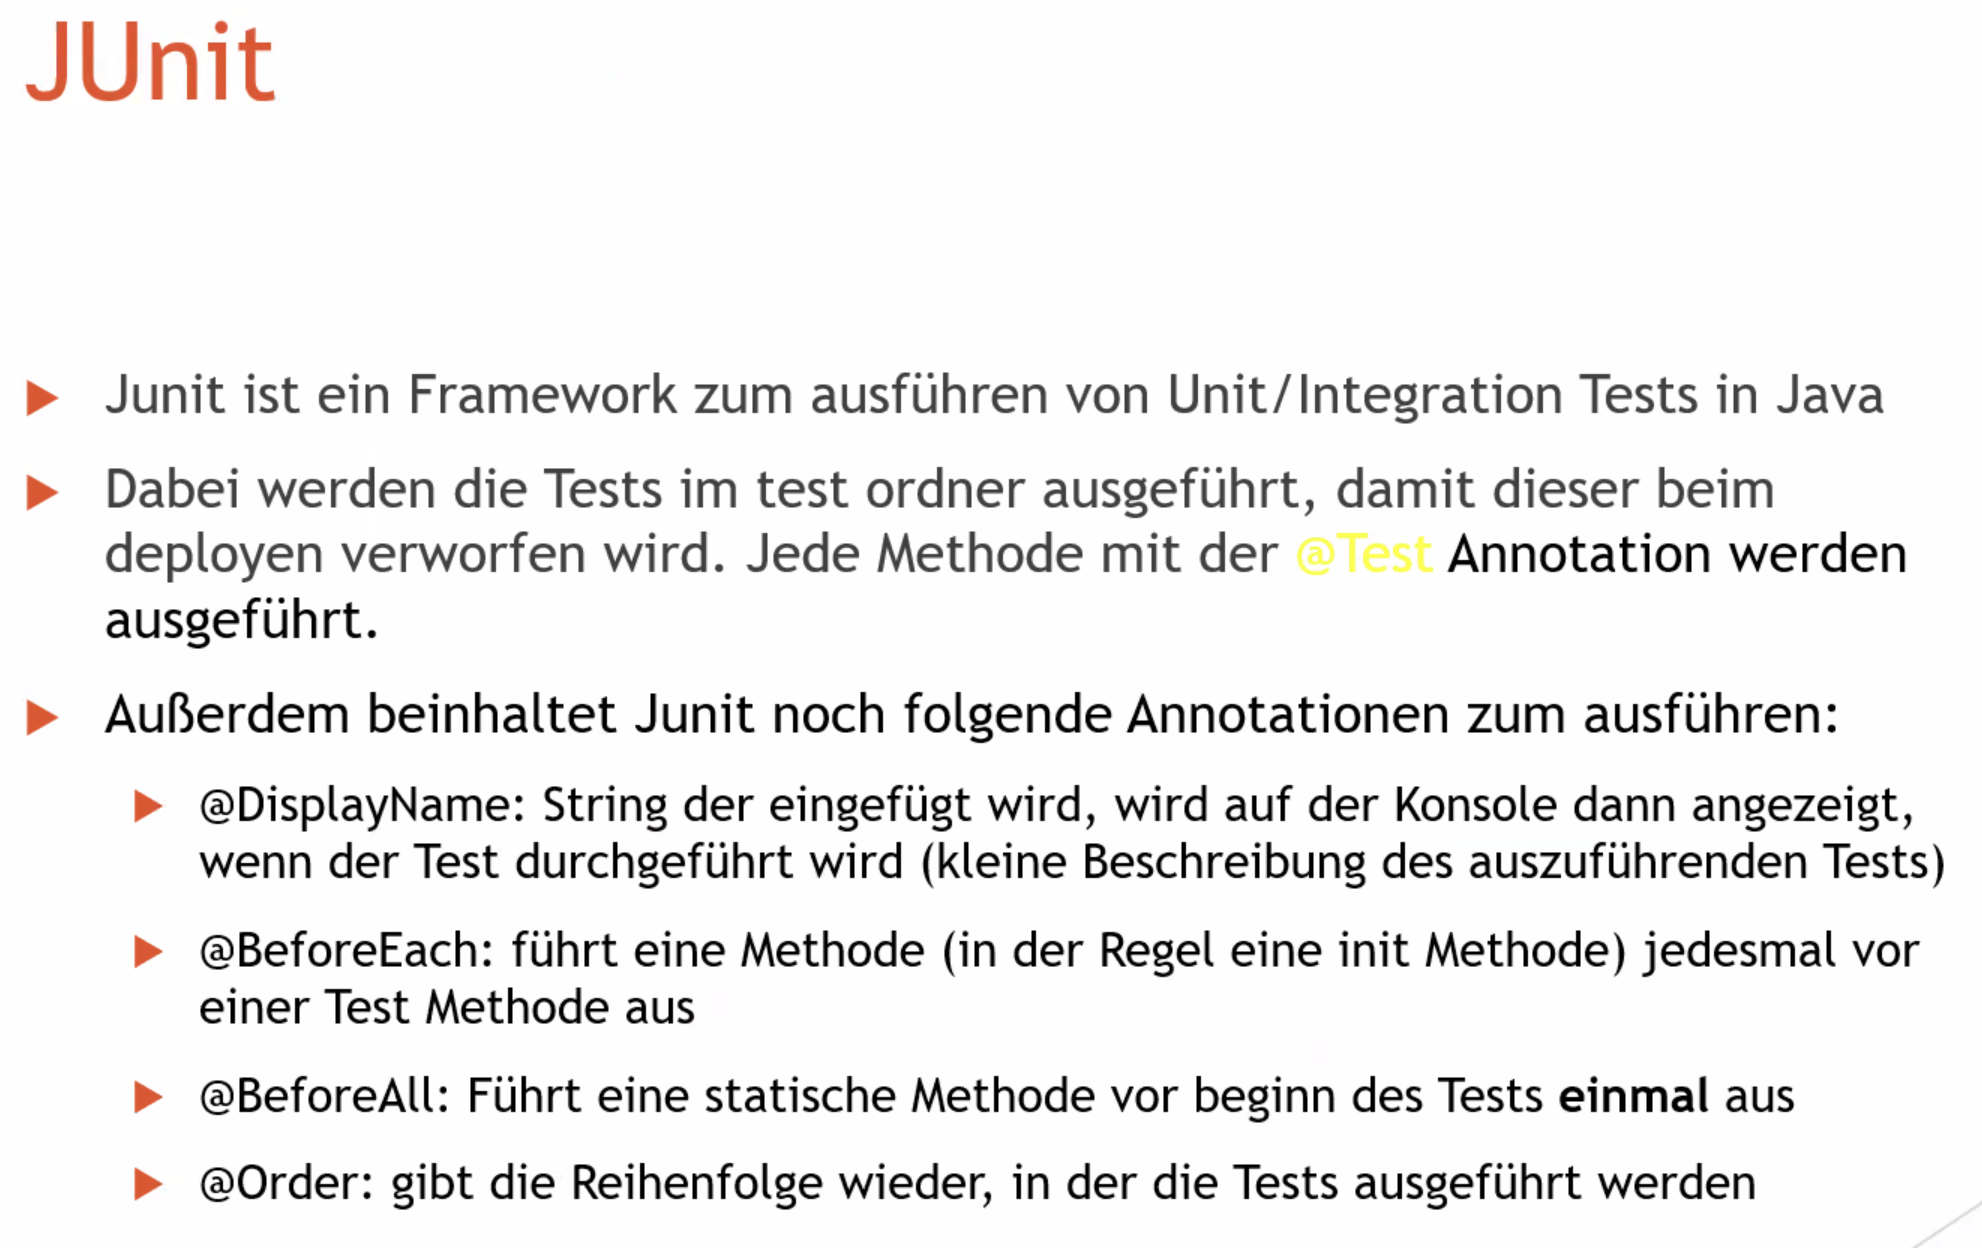 JUnit
Junit ist ein Framework zum ausführen von Unit/Integration Tests in Java
Dabei werden die Tests im test ordner ausgeführt, damit dieser beim
deployen verworfen wird. Jede Methode mit der @Test Annotation werden
ausgeführt.
Außerdem beinhaltet Junit noch folgende Annotationen zum ausführen:
@DisplayName: String der eingefügt wird, wird auf der Konsole dann angezeigt,
wenn der Test durchgeführt wird (kleine Beschreibung des auszuführenden Tests)
@BeforeEach: führt eine Methode (in der Regel eine init Methode) jedesmal vor
einer Test Methode aus
@BeforeAll: Führt eine statische Methode vor beginn des Tests einmal aus
@Order: gibt die Reihenfolge wieder, in der die Tests ausgeführt werden